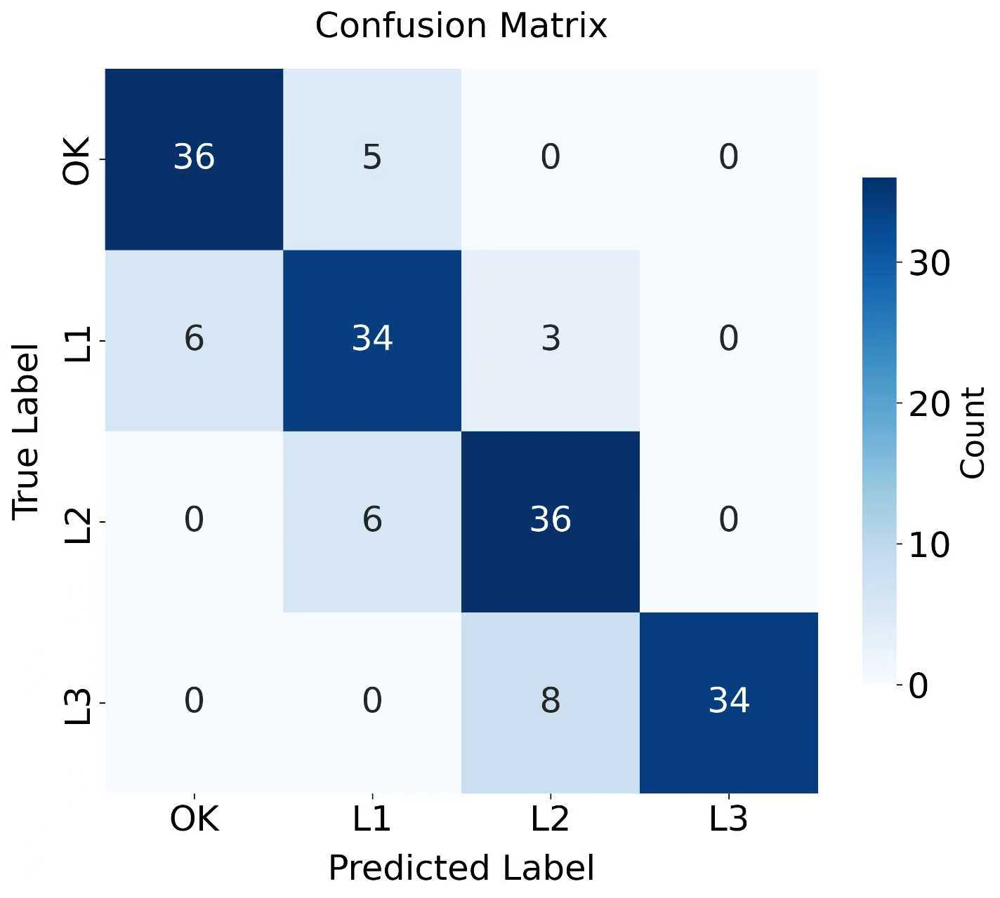 Confusion Matrix
True Label
OK 36 5 0 0
L1 6 34 3 0
L2 0 6 36 0
L3 0 0 8 34
OK L1 L2 L3
Predicted Label
30
20
10
0
Count